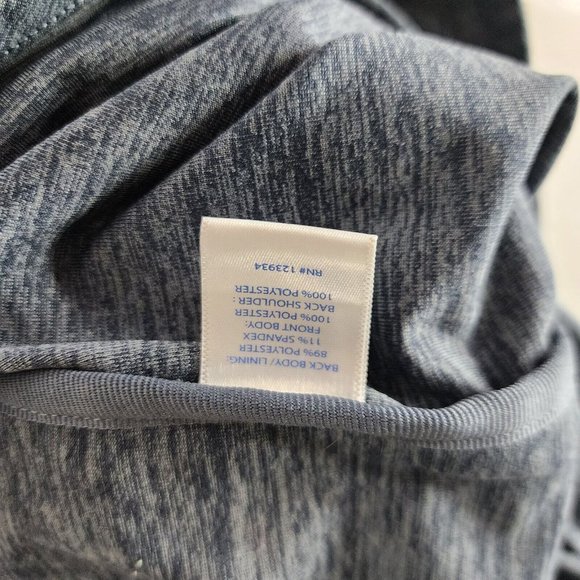 BACK BODY/ LINING:
89% POLYESTER
11% SPANDEX
FRONT BODY:
100% POLYESTER
BACK SHOULDER :
100% POLYESTER
RN# 123934